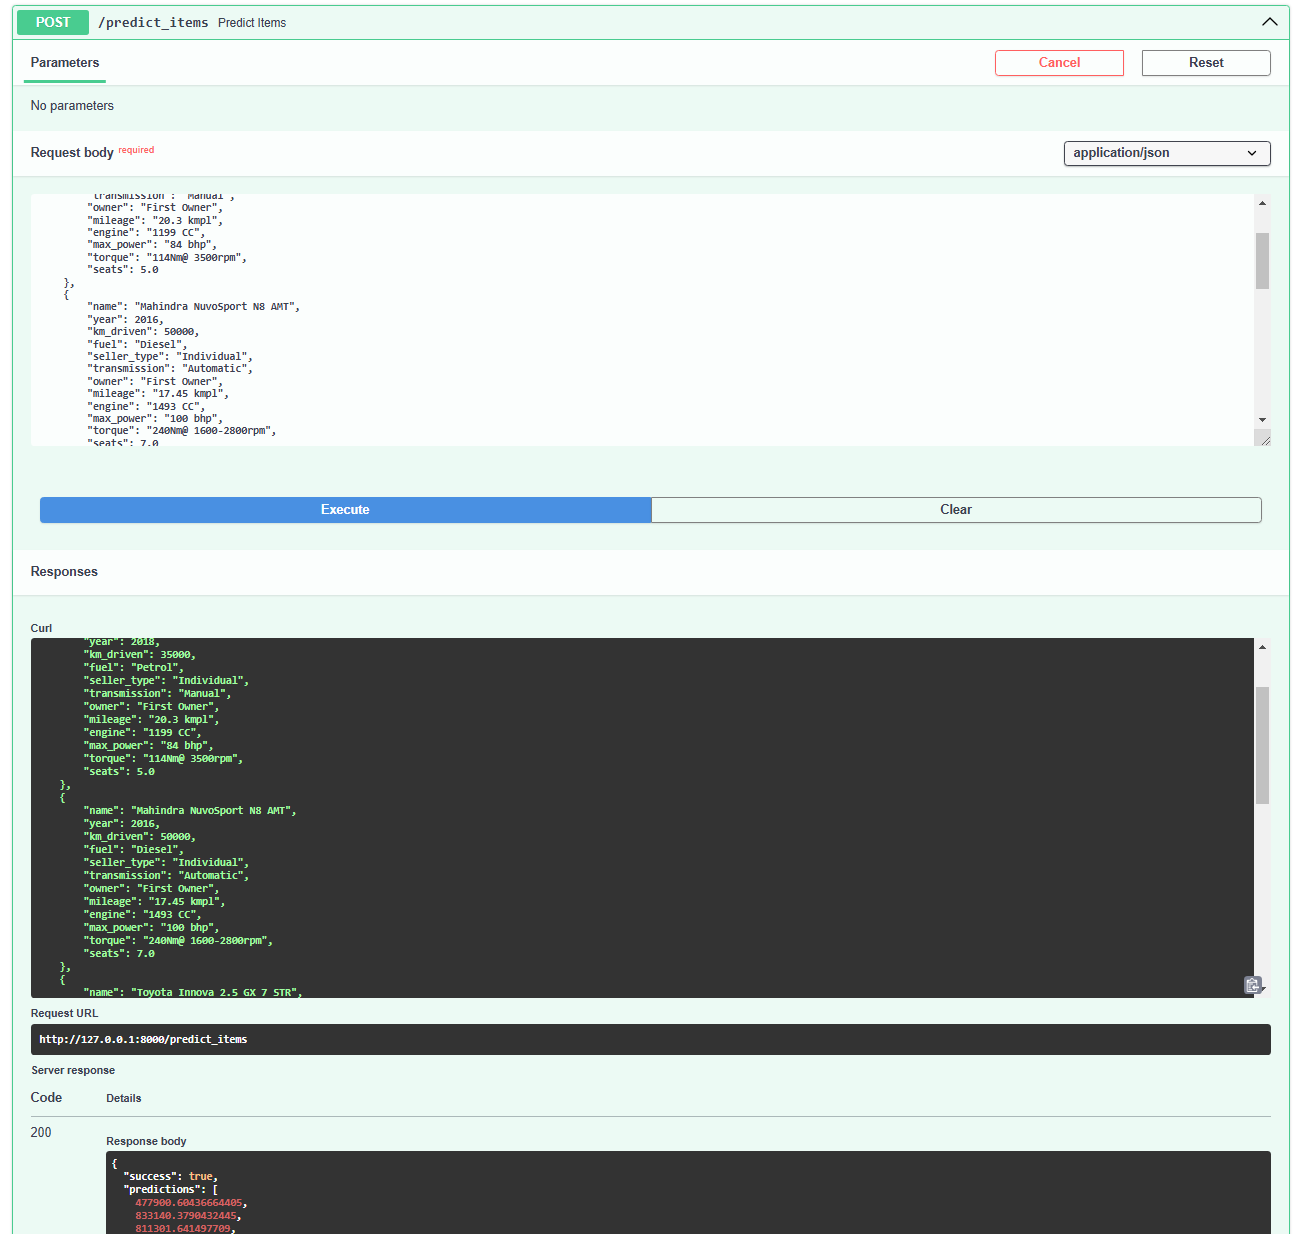 POST /predict_items Predict Items
Parameters
Cancel
Reset
No parameters
Request body required
application/json
"transmission": "Manual",
"owner": "First Owner",
"mileage": "20.3 kmpl",
"engine": "1199 CC",
"max_power": "84 bhp",
"torque": "114Nm@ 3500rpm",
"seats": 5.0
},
{
"name": "Mahindra NuvoSport N8 AMT",
"year": 2016,
"km_driven": 50000,
"fuel": "Diesel",
"seller_type": "Individual",
"transmission": "Automatic",
"owner": "First Owner",
"mileage": "17.45 kmpl",
"engine": "1493 CC",
"max_power": "100 bhp",
"torque": "240Nm@ 1600-2800rpm",
"seats": 7.0
Execute
Clear
Responses
Curl
"year": 2018,
"km_driven": 35000,
"fuel": "Petrol",
"seller_type": "Individual",
"transmission": "Manual",
"owner": "First Owner",
"mileage": "20.3 kmpl",
"engine": "1199 CC",
"max_power": "84 bhp",
"torque": "114Nm@ 3500rpm",
"seats": 5.0
},
{
"name": "Mahindra NuvoSport N8 AMT",
"year": 2016,
"km_driven": 50000,
"fuel": "Diesel",
"seller_type": "Individual",
"transmission": "Automatic",
"owner": "First Owner",
"mileage": "17.45 kmpl",
"engine": "1493 CC",
"max_power": "100 bhp",
"torque": "240Nm@ 1600-2800rpm",
"seats": 7.0
},
{
"name": "Toyota Innova 2.5 GX 7 STR",
Request URL
http://127.0.0.1:8000/predict_items
Server response
Code Details
200
Response body
{
"success": true,
"predictions": [
477900.60436664405,
833140.3790432445,
811301.641497709,